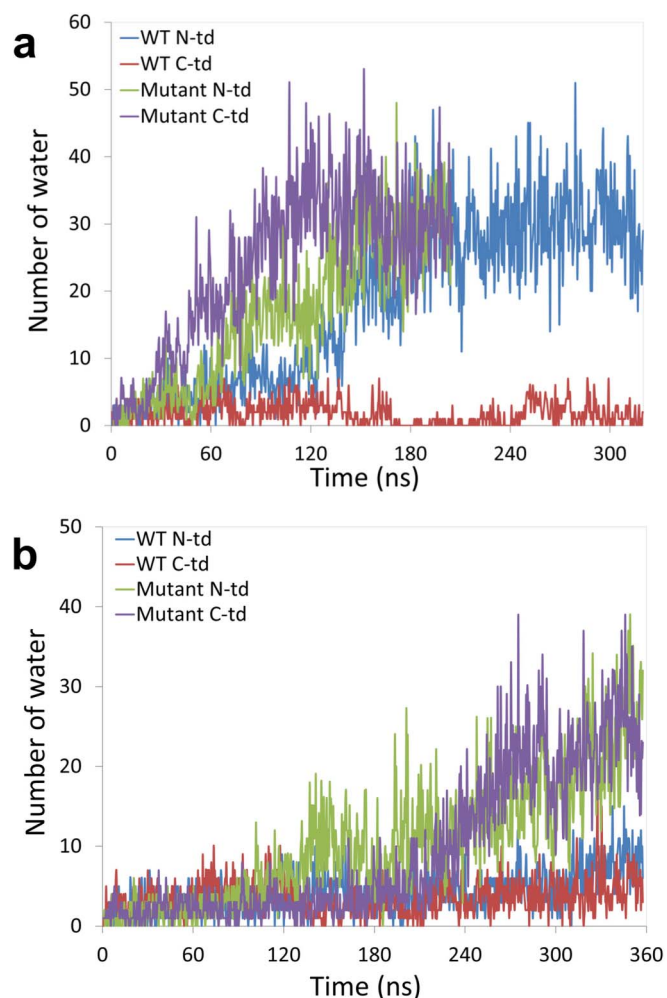 a
60
50
40
30
20
10
0
Number of water
WT N-td
WT C-td
Mutant N-td
Mutant C-td
0 60 120 180 240 300
Time (ns)
b
50
40
30
20
10
0
Number of water
WT N-td
WT C-td
Mutant N-td
Mutant C-td
0 60 120 180 240 300 360
Time (ns)